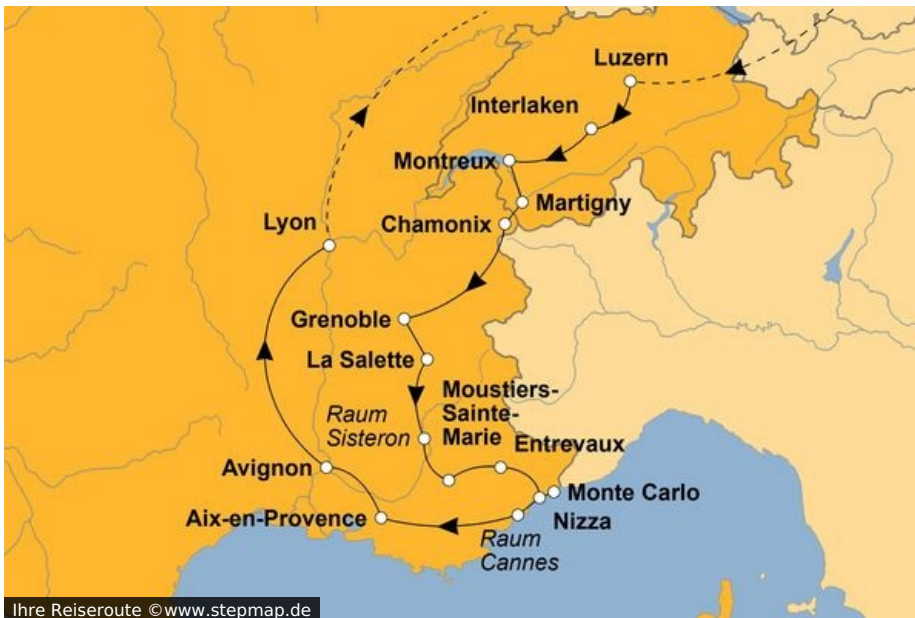 Luzern
Interlaken
Montreux
Martigny
Chamonix
Lyon
Grenoble
La Salette
Moustiers-
Sainte-
Marie
Raum
Sisteron
Entrevaux
Avignon
Monte Carlo
Nizza
Aix-en-Provence
Raum
Cannes
Ihre Reiseroute ©www.stepmap.de